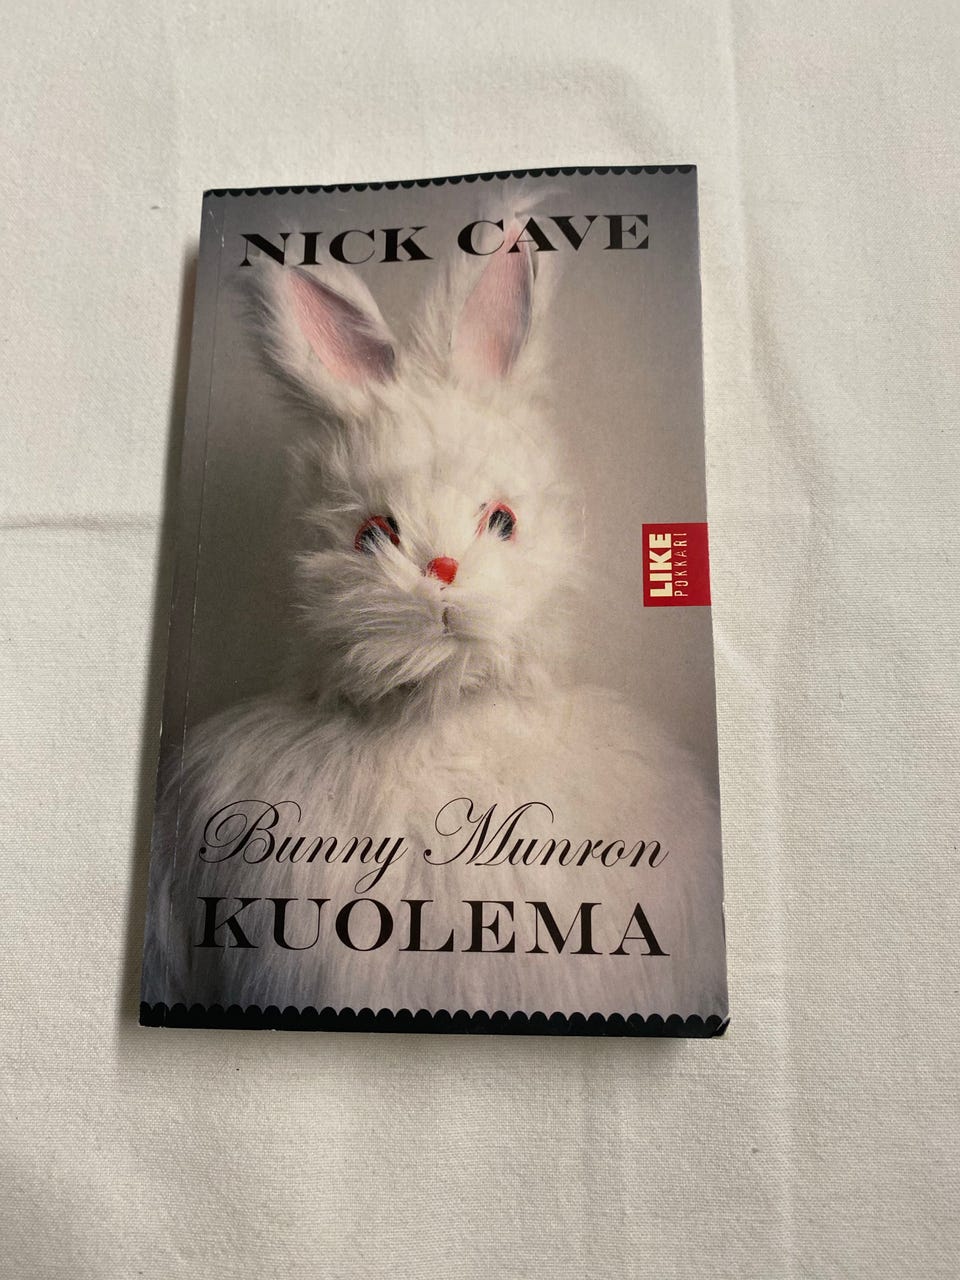 NICK CAVE
LIKE
POKKARI
Bunny Munron
KUOLEMA